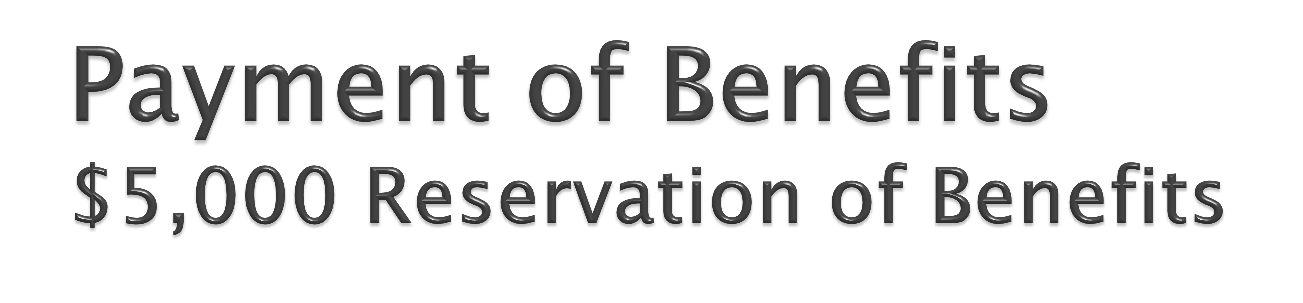 Payment of Benefits
$5,000 Reservation of Benefits